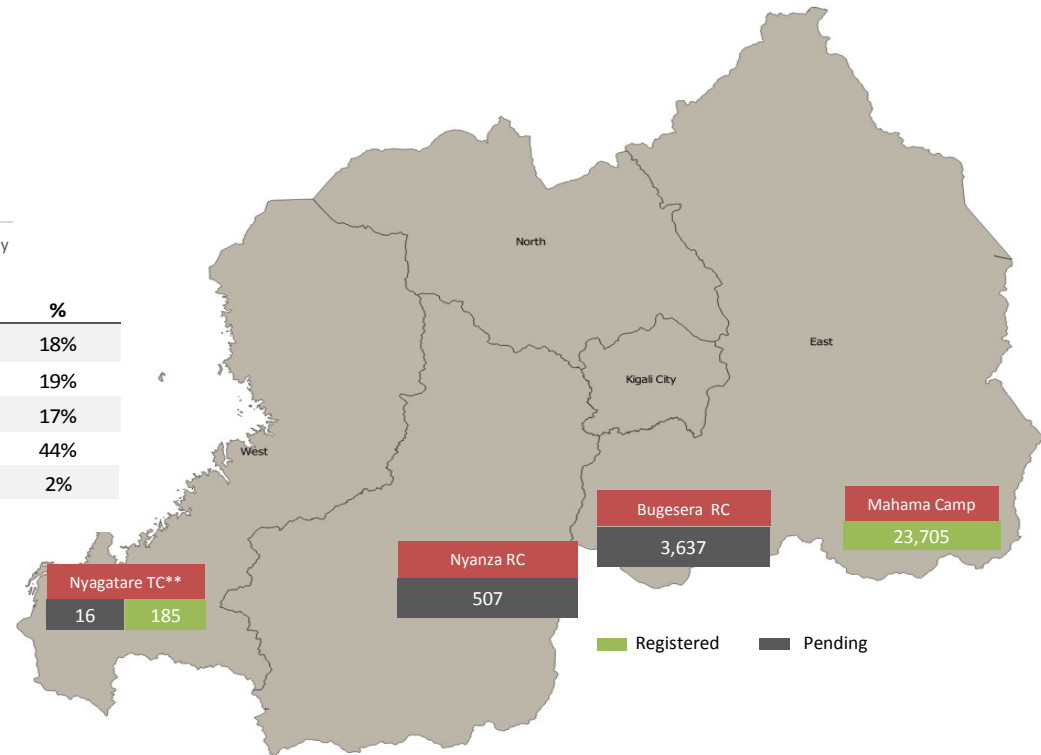 y
%
18%
19%
17%
44%
2%
North
East
Kigali City
West
Mahama Camp
23,705
Bugesera RC
3,637
Nyanza RC
507
Nyagatare TC**
16 185
Registered Pending